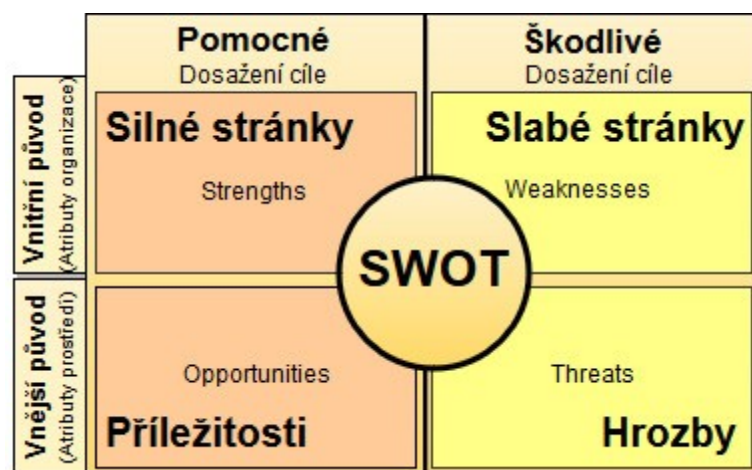 Pomocné
Dosažení cíle
Škodlivé
Dosažení cíle
Vnitřní původ
(Atributy organizace)
Silné stránky
Strengths
Slabé stránky
Weaknesses
SWOT
Vnější původ
(Atributy prostředí)
Opportunities
Příležitosti
Threats
Hrozby